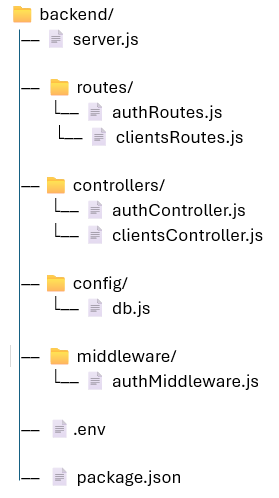 backend/
server.js
routes/
authRoutes.js
clientsRoutes.js
controllers/
authController.js
clientsController.js
config/
db.js
middleware/
authMiddleware.js
.env
package.json